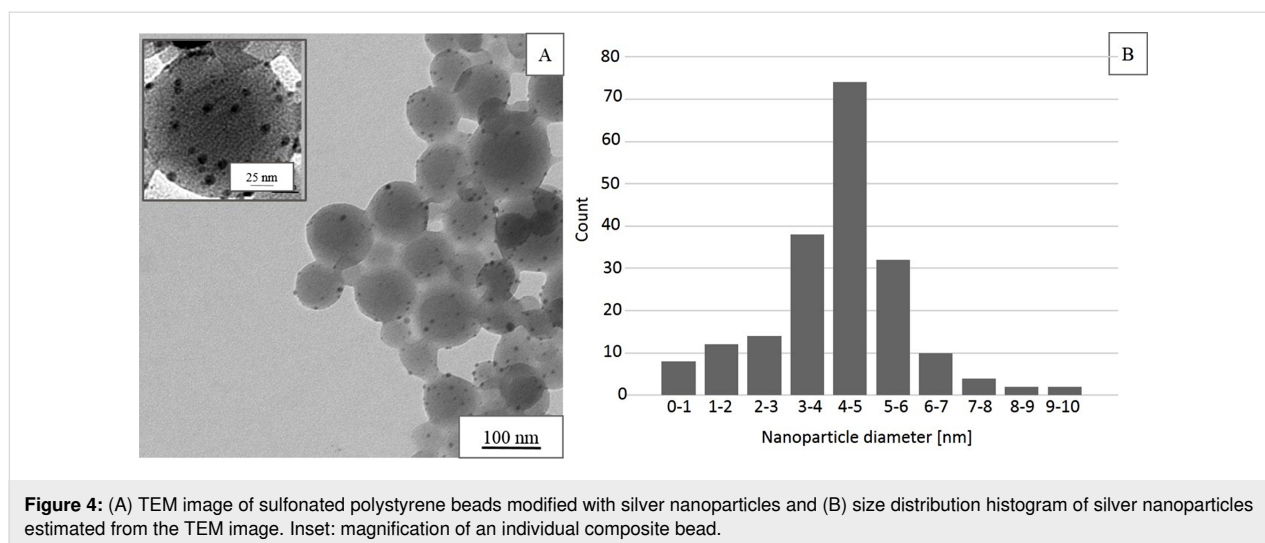 A
25 nm
100 nm
B
80
70
60
50
40
30
20
10
0
Count
0-1 1-2 2-3 3-4 4-5 5-6 6-7 7-8 8-9 9-10
Nanoparticle diameter [nm]
Figure 4: (A) TEM image of sulfonated polystyrene beads modified with silver nanoparticles and (B) size distribution histogram of silver nanoparticles
estimated from the TEM image. Inset: magnification of an individual composite bead.